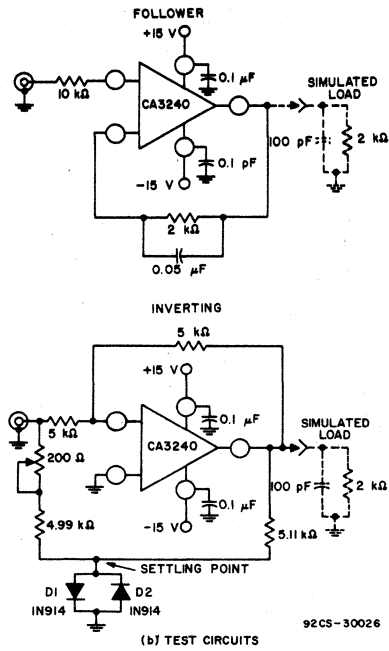 FOLLOWER
+15 V
0.1 µF
SIMULATED
LOAD
10 kΩ
CA3240
100 pF
2 kΩ
0.1 pF
-15 V
2 kΩ
0.05 µF
INVERTING
5 kΩ
+15 V
0.1 µF
SIMULATED
LOAD
5 kΩ
CA3240
200 Ω
100 pF
2 kΩ
0.1 µF
-15 V
4.99 kΩ
5.11 kΩ
SETTLING POINT
D1
1N914
D2
1N914
92CS-30026
(b) TEST CIRCUITS